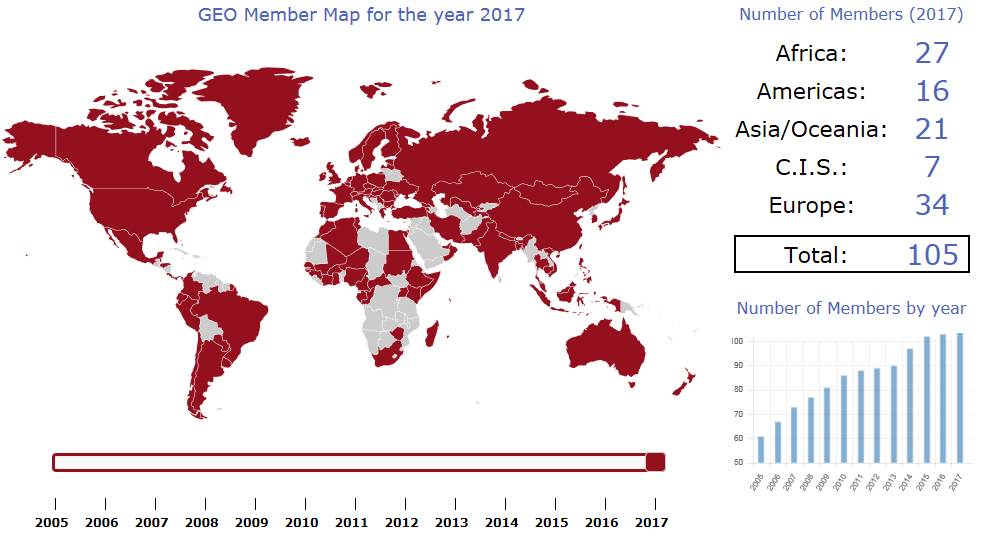 GEO Member Map for the year 2017
2005 2006 2007 2008 2009 2010 2011 2012 2013 2014 2015 2016 2017
Number of Members (2017)
Africa: 27
Americas: 16
Asia/Oceania: 21
C.I.S.: 7
Europe: 34
Total: 105
Number of Members by year
100
90
80
70
60
50
2005 2006 2007 2008 2009 2010 2011 2012 2013 2014 2015 2016 2017